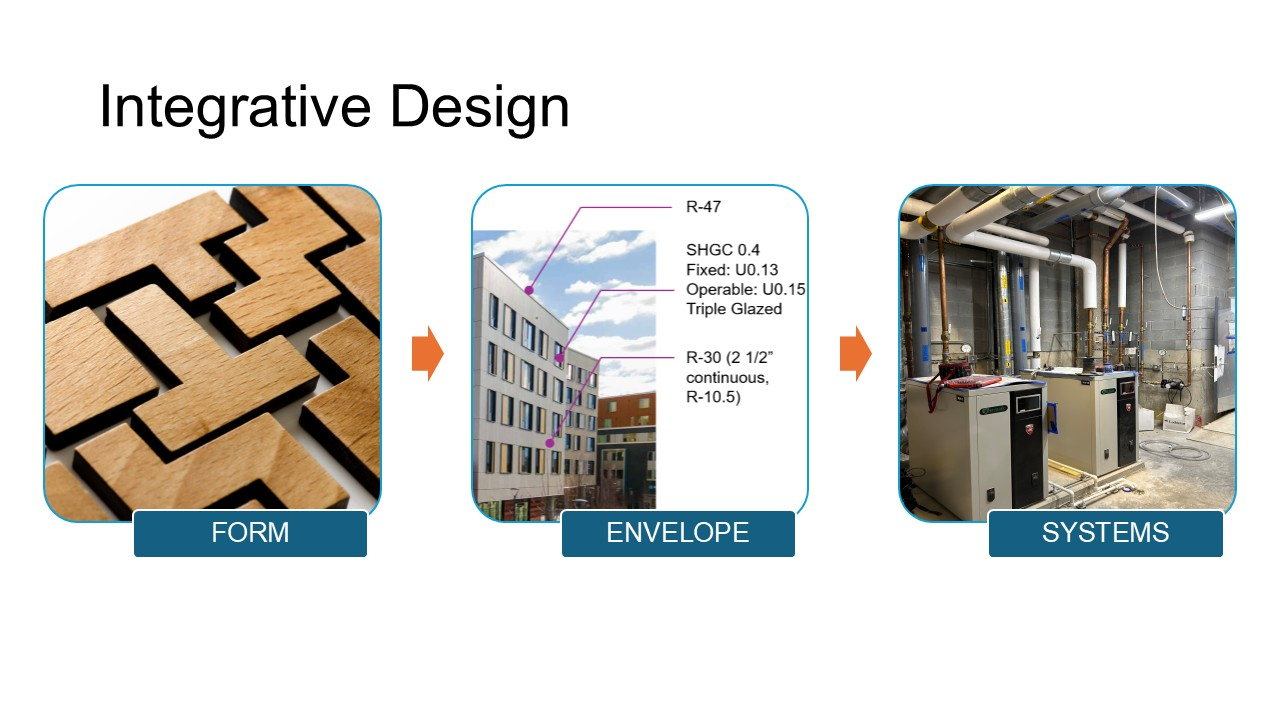 Integrative Design
R-47
SHGC 0.4
Fixed: U0.13
Operable: U0.15
Triple Glazed
R-30 (2 1/2”
continuous,
R-10.5)
FORM
ENVELOPE
SYSTEMS